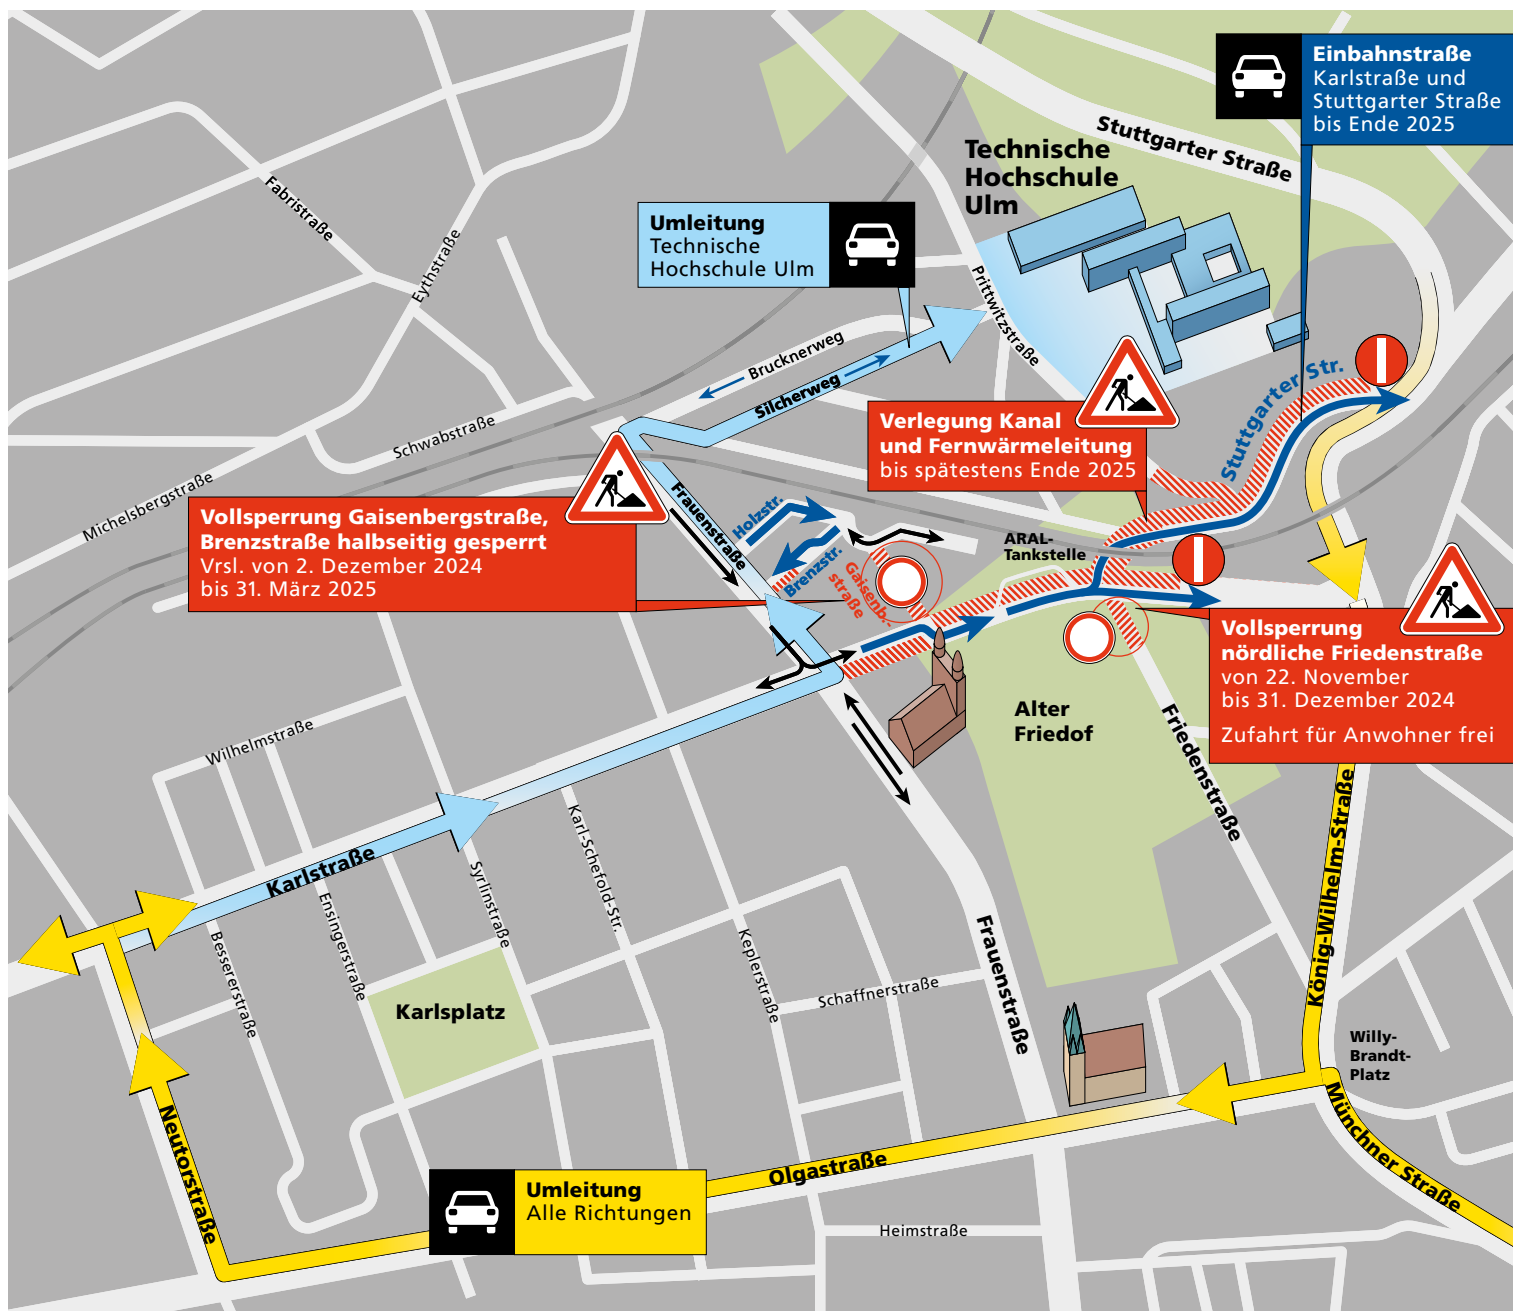 Einbahnstraße
Karlstraße und
Stuttgarter Straße
bis Ende 2025
Stuttgarter Straße
Technische
Hochschule
Ulm
Umleitung
Technische
Hochschule Ulm
Fabristraße
Eythstraße
Prittwitzstraße
Brucknerweg
Silcherweg
Stuttgarter Str.
Schwabstraße
Michelsbergstraße
Verlegung Kanal
und Fernwärmeleitung
bis spätestens Ende 2025
Vollsperrung Gaisenbergstraße,
Brenzstraße halbseitig gesperrt
Vrsl. von 2. Dezember 2024
bis 31. März 2025
Frauenstraße
Holzstr.
Brenzstr.
Gaisenb.-
straße
ARAL-
Tankstelle
Vollsperrung
nördliche Friedenstraße
von 22. November
bis 31. Dezember 2024
Zufahrt für Anwohner frei
Alter
Friedof
Friedenstraße
Wilhelmstraße
Karlstraße
Karl-Schefold-Str.
Syrlinstraße
Ensingerstraße
Bessererstraße
Keplerstraße
Schaffnerstraße
Frauenstraße
König-Wilhelm-Straße
Karlsplatz
Willy-
Brandt-
Platz
Münchner Straße
Neutorstraße
Olgastraße
Umleitung
Alle Richtungen
Heimstraße